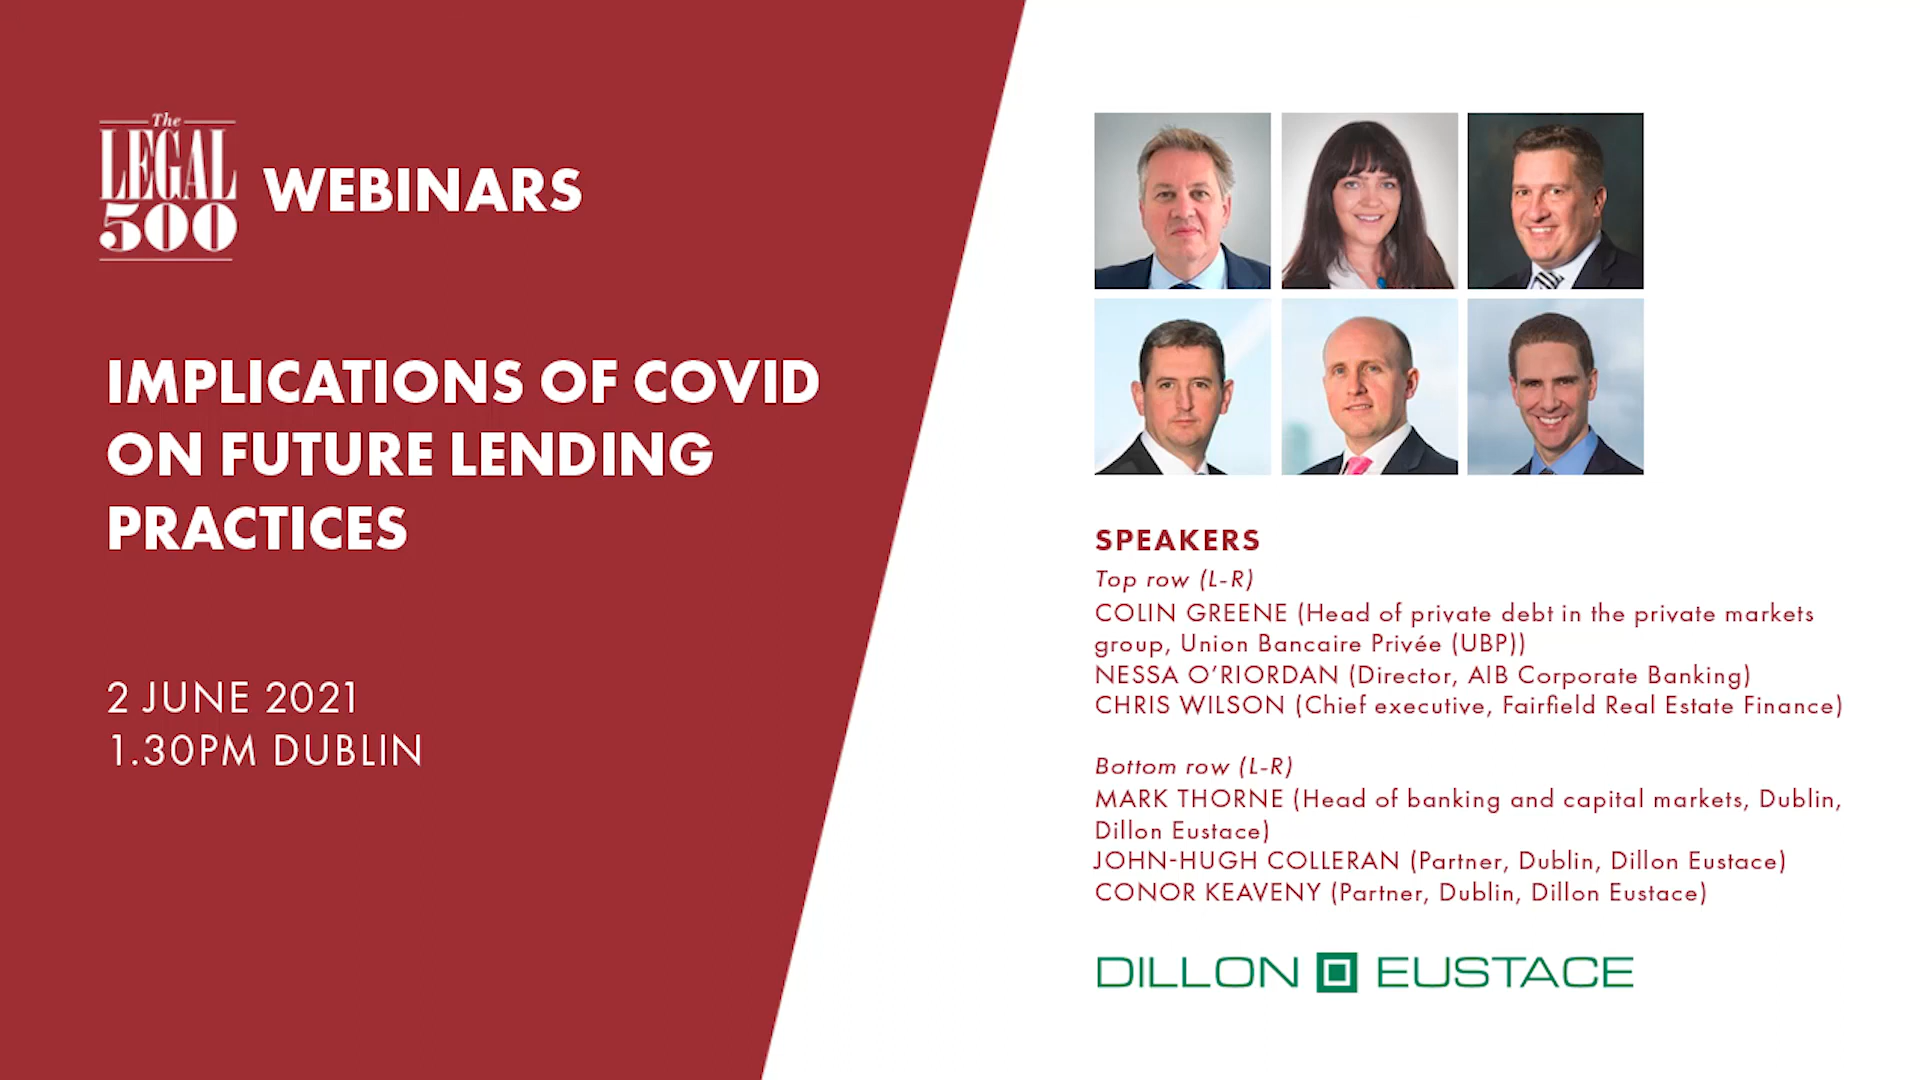 The
LEGAL
500
WEBINARS
IMPLICATIONS OF COVID
ON FUTURE LENDING
PRACTICES
2 JUNE 2021
1.30PM DUBLIN
SPEAKERS
Top row (L-R)
COLIN GREENE (Head of private debt in the private markets
group, Union Bancaire Privée (UBP))
NESSA O’RIORDAN (Director, AIB Corporate Banking)
CHRIS WILSON (Chief executive, Fairfield Real Estate Finance)
Bottom row (L-R)
MARK THORNE (Head of banking and capital markets, Dublin,
Dillon Eustace)
JOHN-HUGH COLLERAN (Partner, Dublin, Dillon Eustace)
CONOR KEAVENY (Partner, Dublin, Dillon Eustace)
DILLON EUSTACE